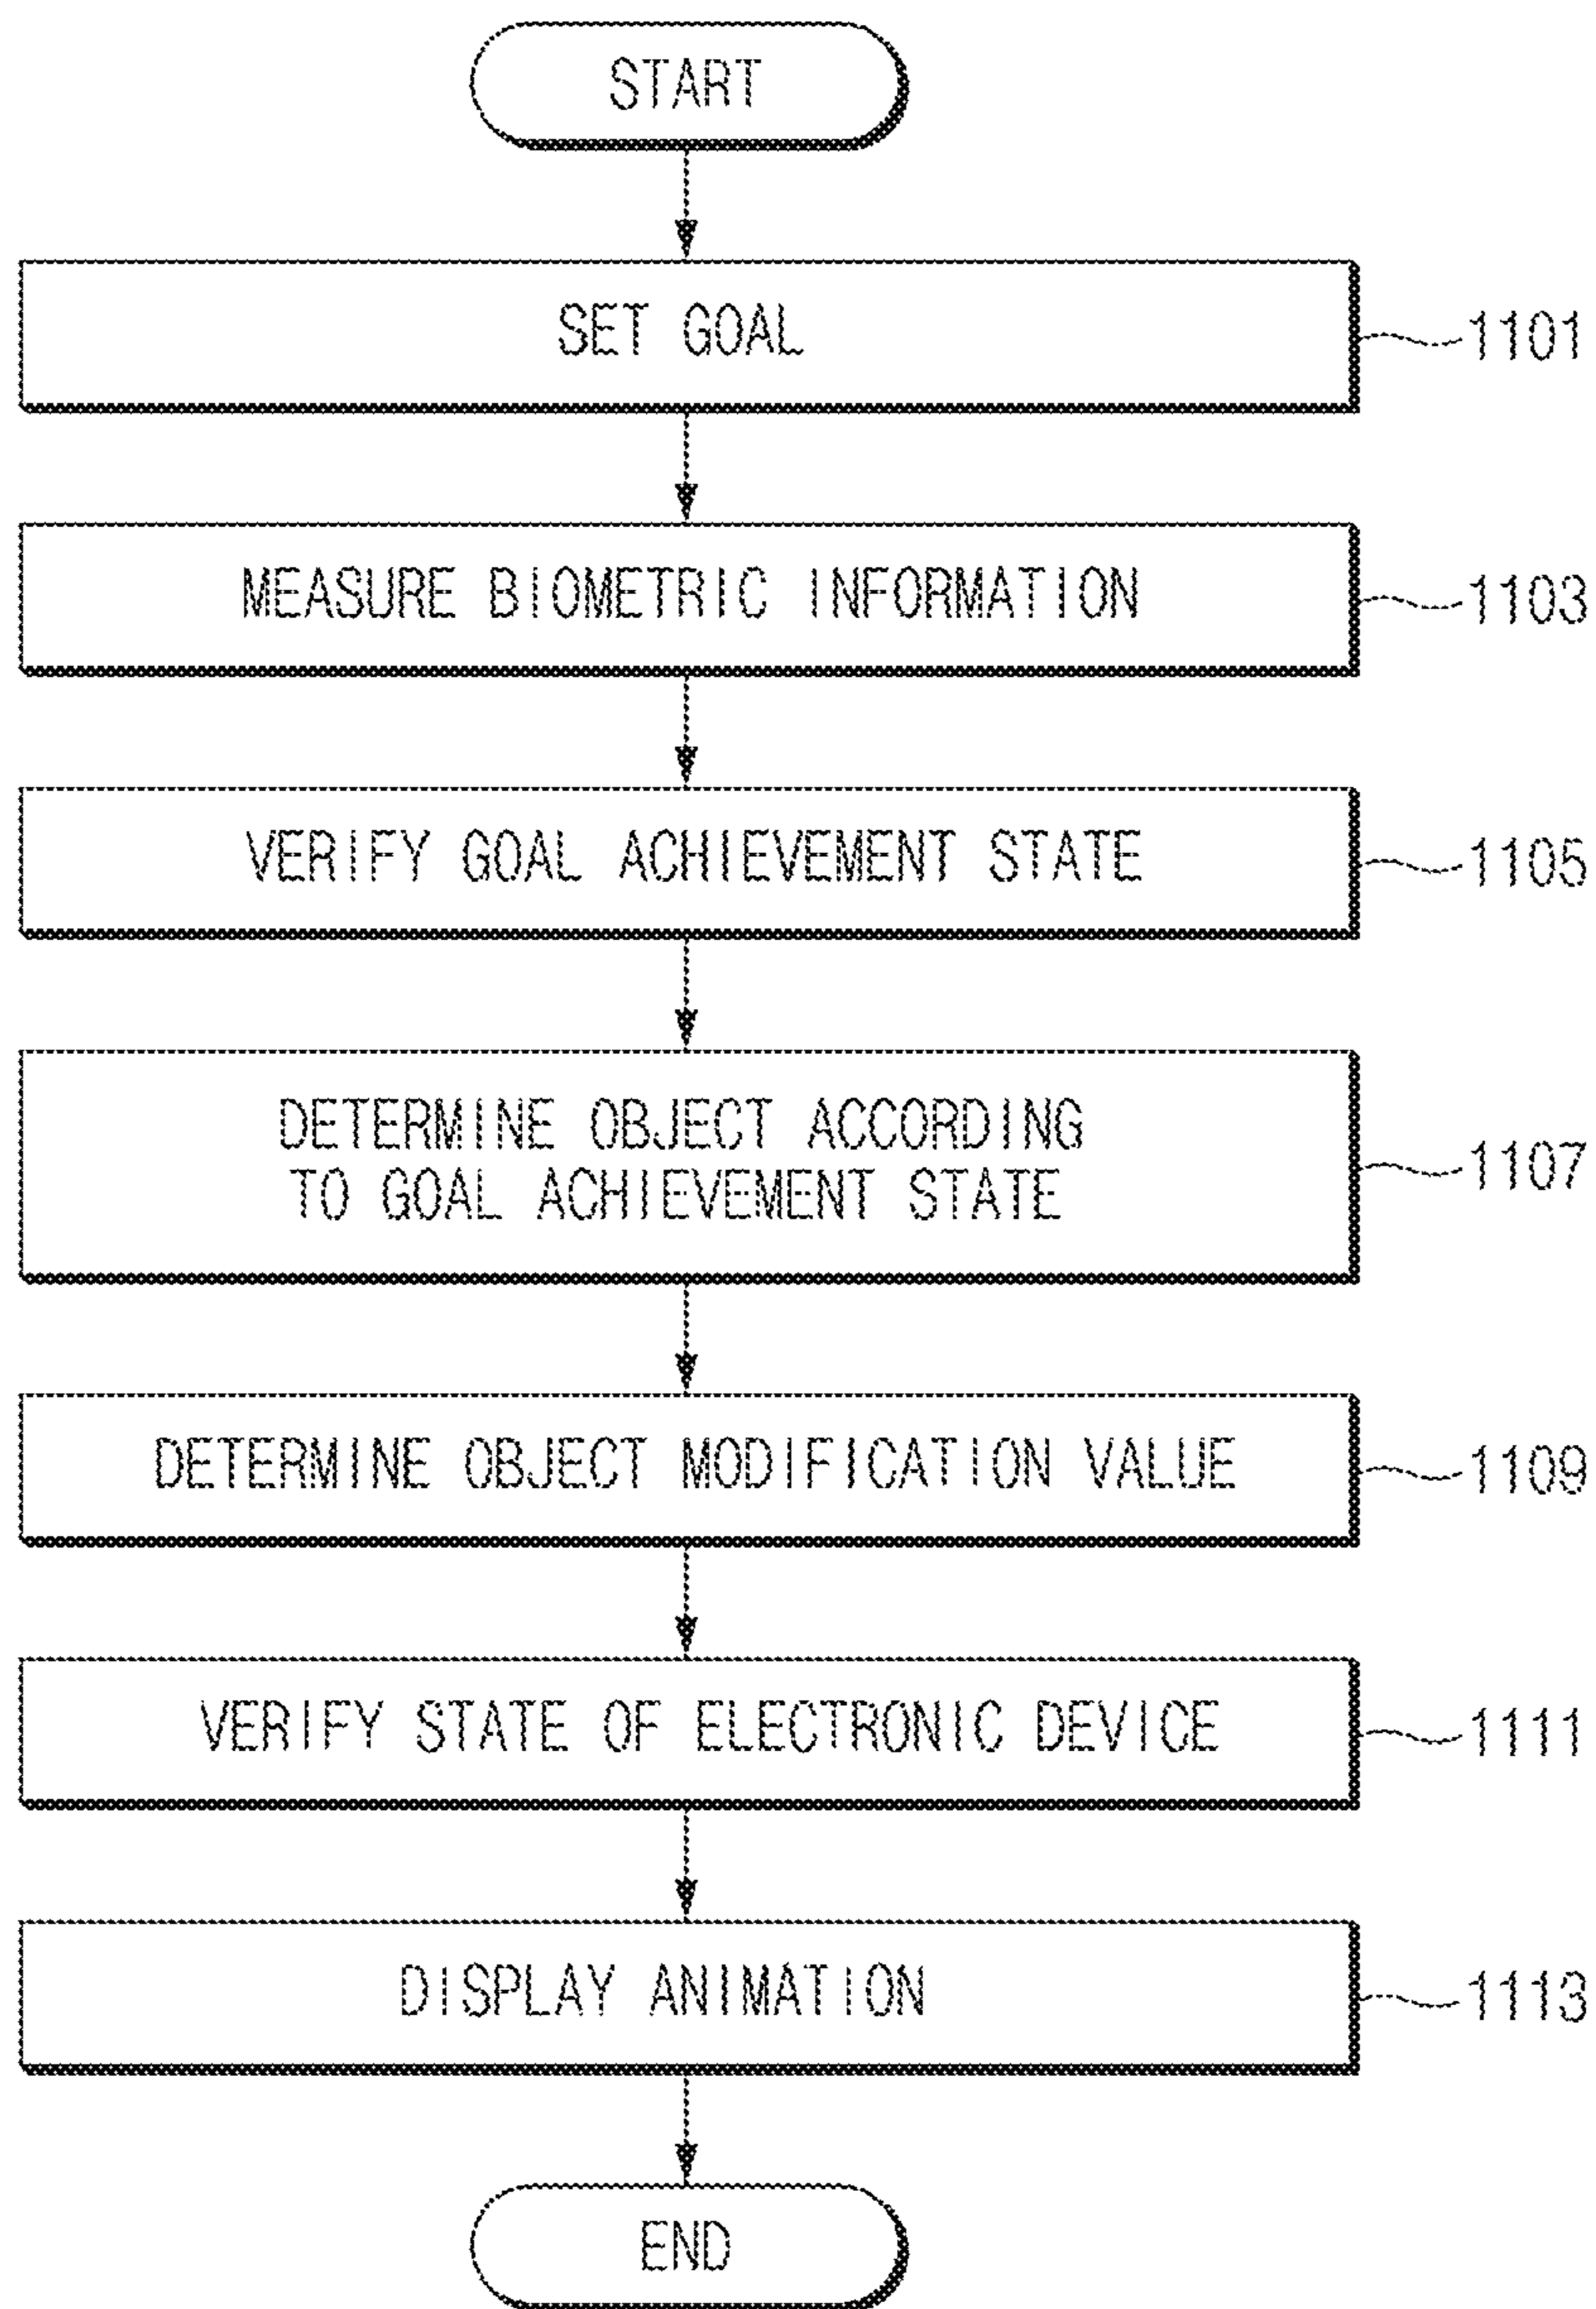 START
SET GOAL
1101
MEASURE BIOMETRIC INFORMATION
1103
VERIFY GOAL ACHIEVEMENT STATE
1105
DETERMINE OBJECT ACCORDING
TO GOAL ACHIEVEMENT STATE
1107
DETERMINE OBJECT MODIFICATION VALUE
1109
VERIFY STATE OF ELECTRONIC DEVICE
1111
DISPLAY ANIMATION
1113
END